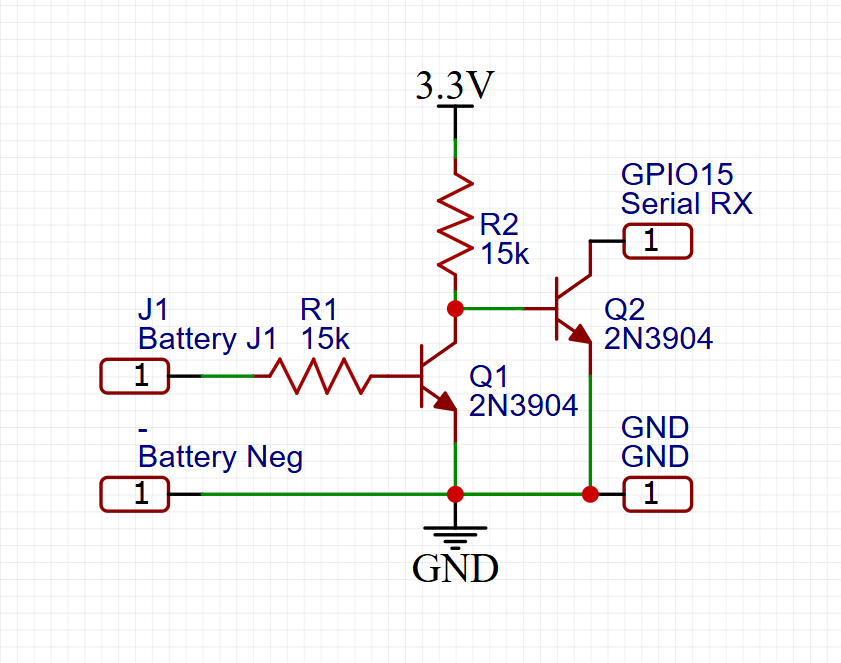 3.3V
GPIO15
Serial RX
1
R2
15k
J1
Battery J1
1
R1
15k
Q2
2N3904
Q1
2N3904
-
Battery Neg
1
GND
GND
1
GND